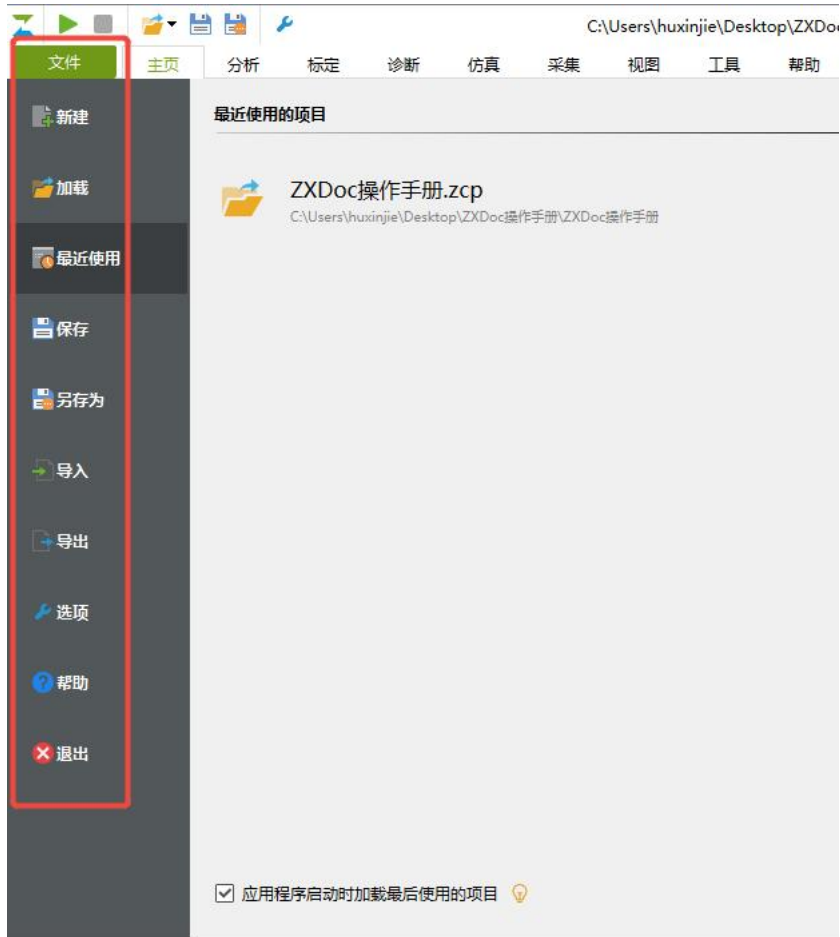 C:\Users\huxinjie\Desktop\ZXDo
文件 主页 分析 标定 诊断 仿真 采集 视图 工具 帮助
新建
加载
最近使用
保存
另存为
导入
导出
选项
帮助
退出
最近使用的项目
ZXDoc操作手册.zcp
C:\Users\huxinjie\Desktop\ZXDoc操作手册\ZXDoc操作手册
应用程序启动时加载最后使用的项目